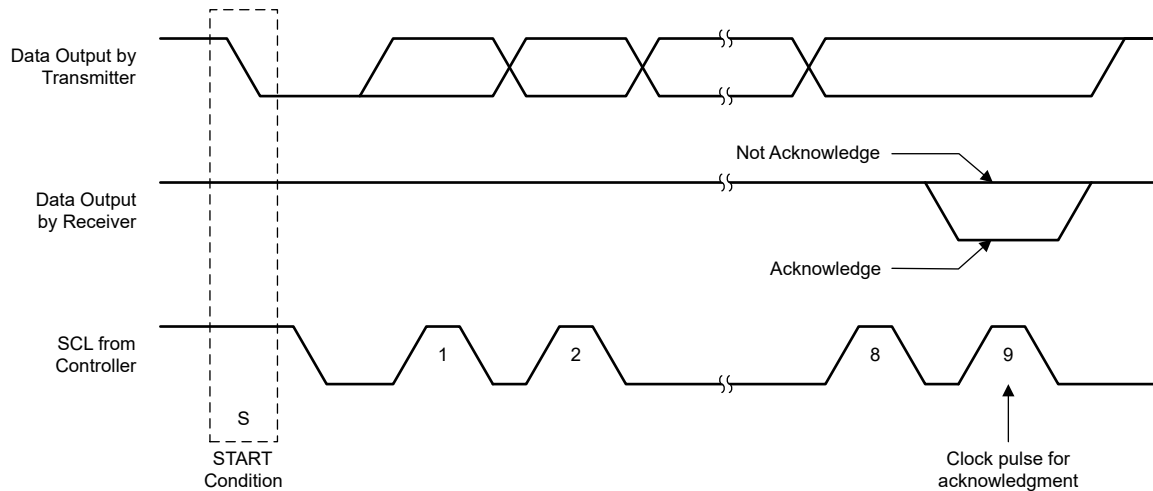 Data Output by
Transmitter
Not Acknowledge
Data Output
by Receiver
Acknowledge
SCL from
Controller
1
2
8
9
S
START
Condition
Clock pulse for
acknowledgment